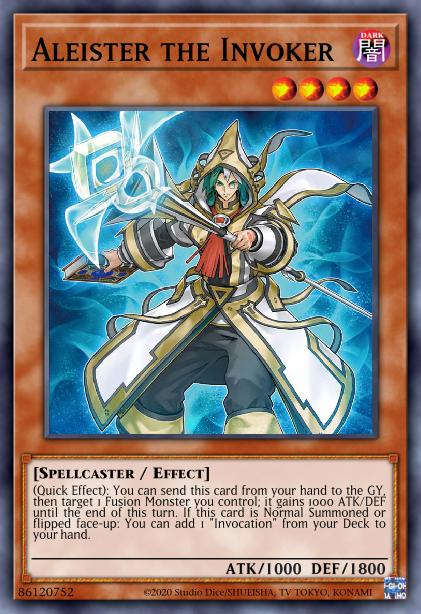 ALEISTER THE INVOKER
DARK
闇
[SPELLCASTER / EFFECT]
(Quick Effect): You can send this card from your hand to the GY,
then target 1 Fusion Monster you control; it gains 1000 ATK/DEF
until the end of this turn. If this card is Normal Summoned or
flipped face-up: You can add 1 "Invocation" from your Deck to
your hand.
ATK/1000 DEF/1800
86120752
©2020 Studio Dice/SHUEISHA, TV TOKYO, KONAMI